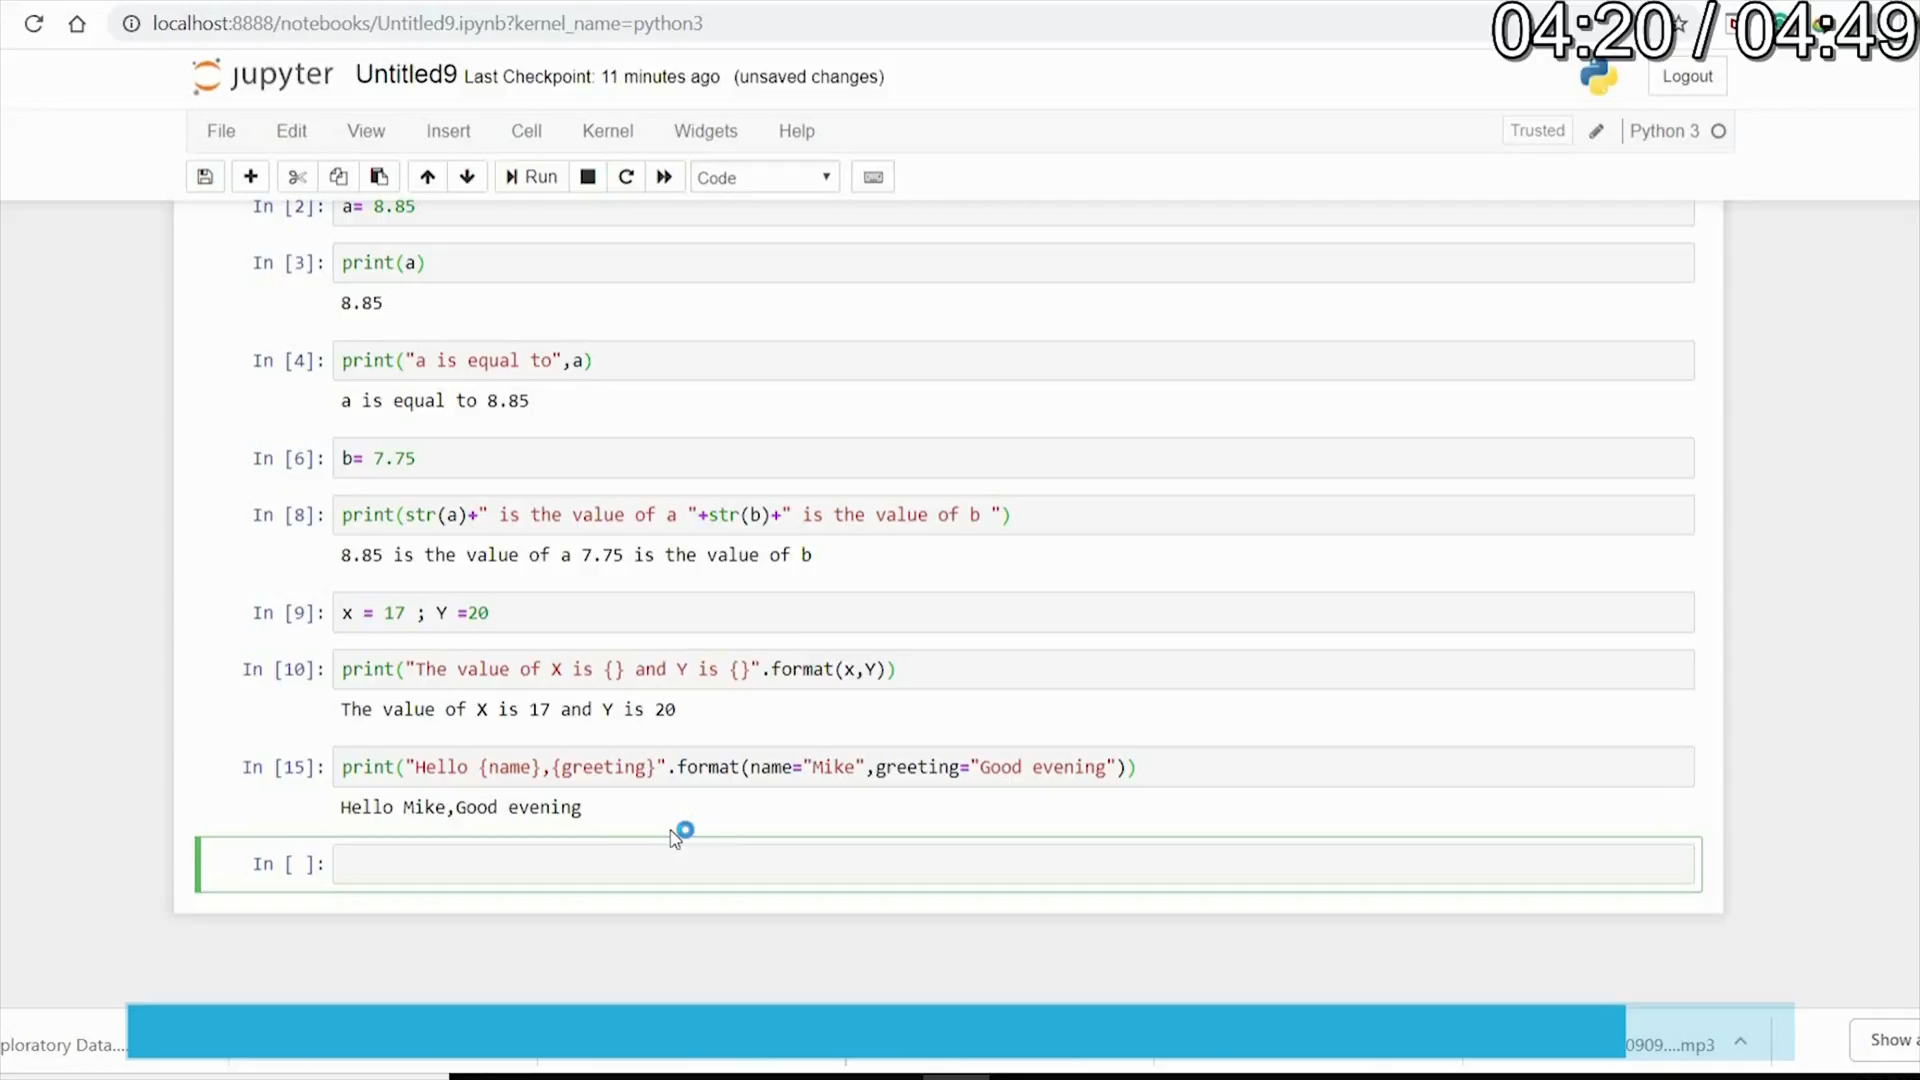 localhost:8888/notebooks/Untitled9.ipynb?kernel_name=python3
04:20 / 04:49
jupyter Untitled9 Last Checkpoint: 11 minutes ago (unsaved changes)
Logout
File Edit View Insert Cell Kernel Widgets Help
Trusted Python 3
Run Code
In [2]: a= 8.85
In [3]: print(a)
8.85
In [4]: print("a is equal to",a)
a is equal to 8.85
In [6]: b= 7.75
In [8]: print(str(a)+" is the value of a "+str(b)+" is the value of b ")
8.85 is the value of a 7.75 is the value of b
In [9]: x = 17 ; Y =20
In [10]: print("The value of X is {} and Y is {}".format(x,Y))
The value of X is 17 and Y is 20
In [15]: print("Hello {name},{greeting}".format(name="Mike",greeting="Good evening"))
Hello Mike,Good evening
In [ ]:
ploratory Data.... 0909....mp3 Show a